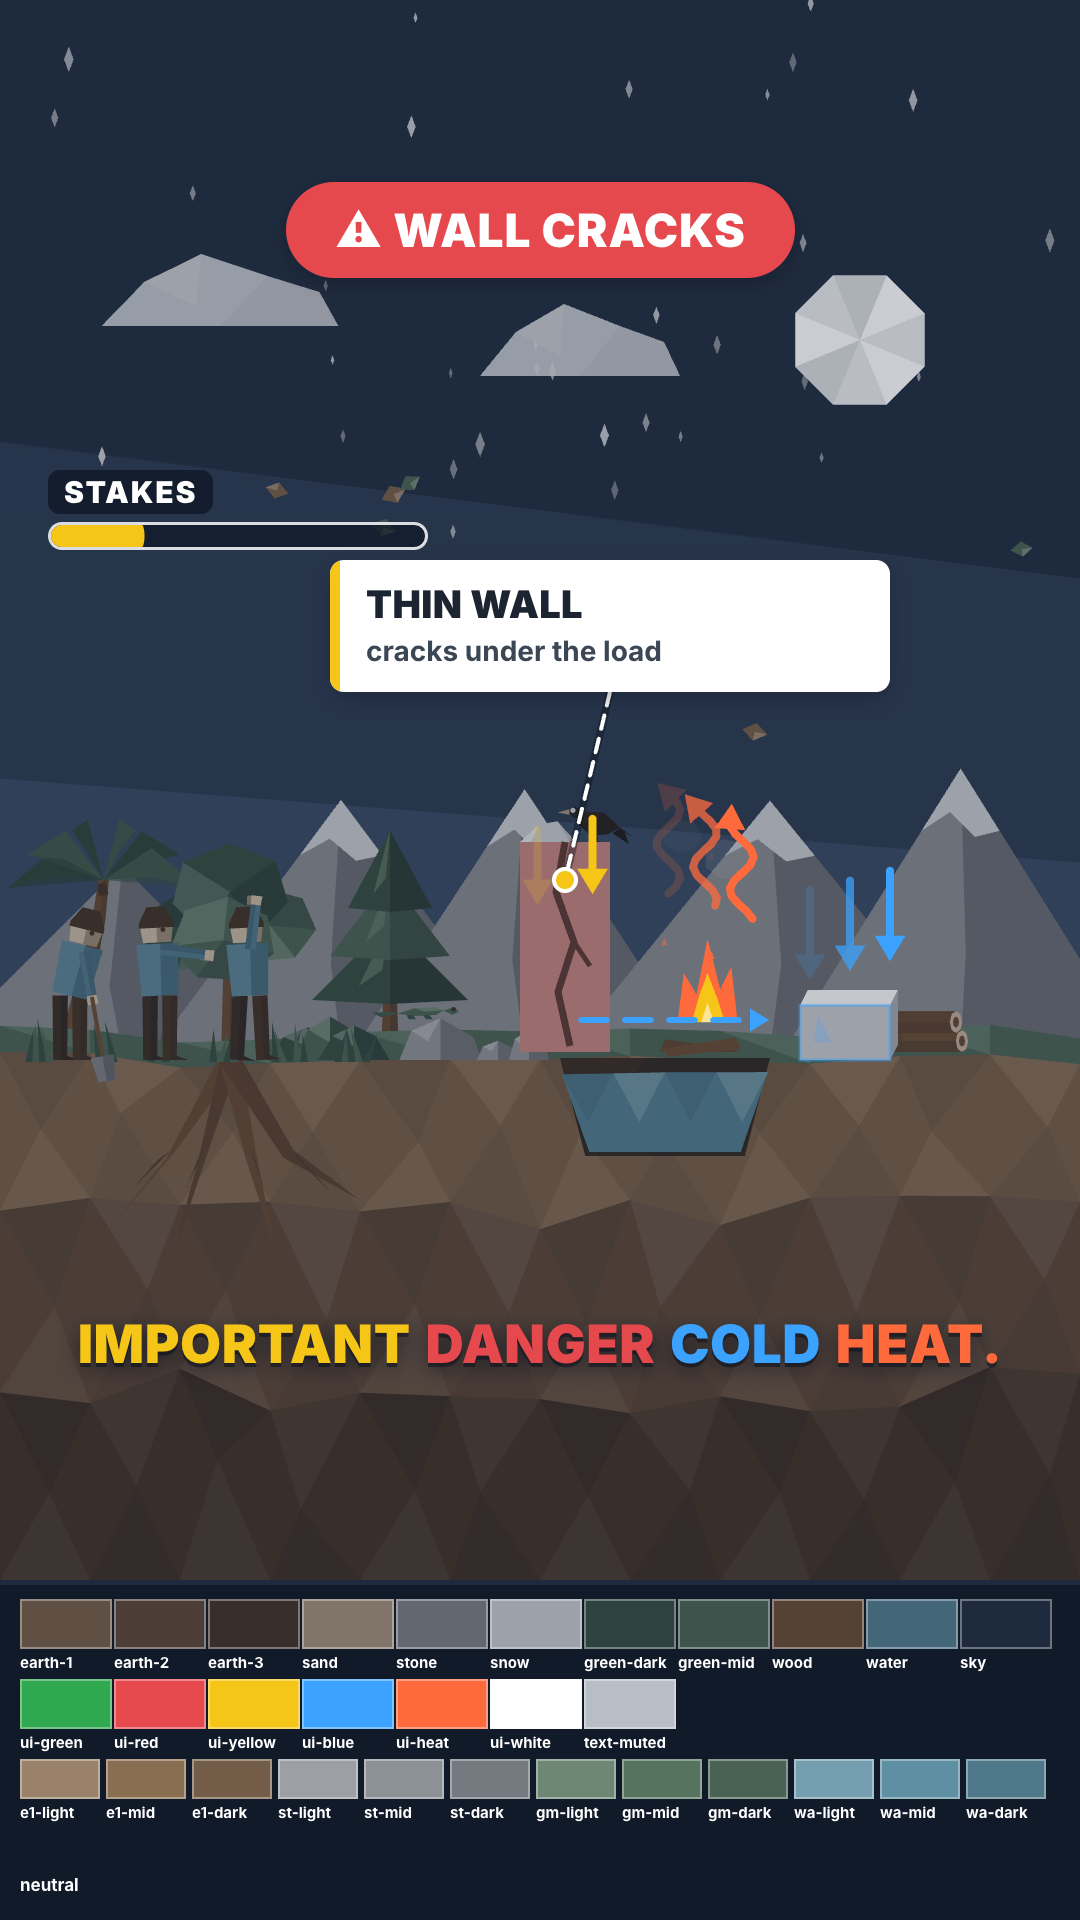 ⚠ WALL CRACKS
STAKES
THIN WALL
cracks under the load
IMPORTANT DANGER COLD HEAT.
earth-1 earth-2 earth-3 sand stone snow green-dark green-mid wood water sky
ui-green ui-red ui-yellow ui-blue ui-heat ui-white text-muted
e1-light e1-mid e1-dark st-light st-mid st-dark gm-light gm-mid gm-dark wa-light wa-mid wa-dark
neutral